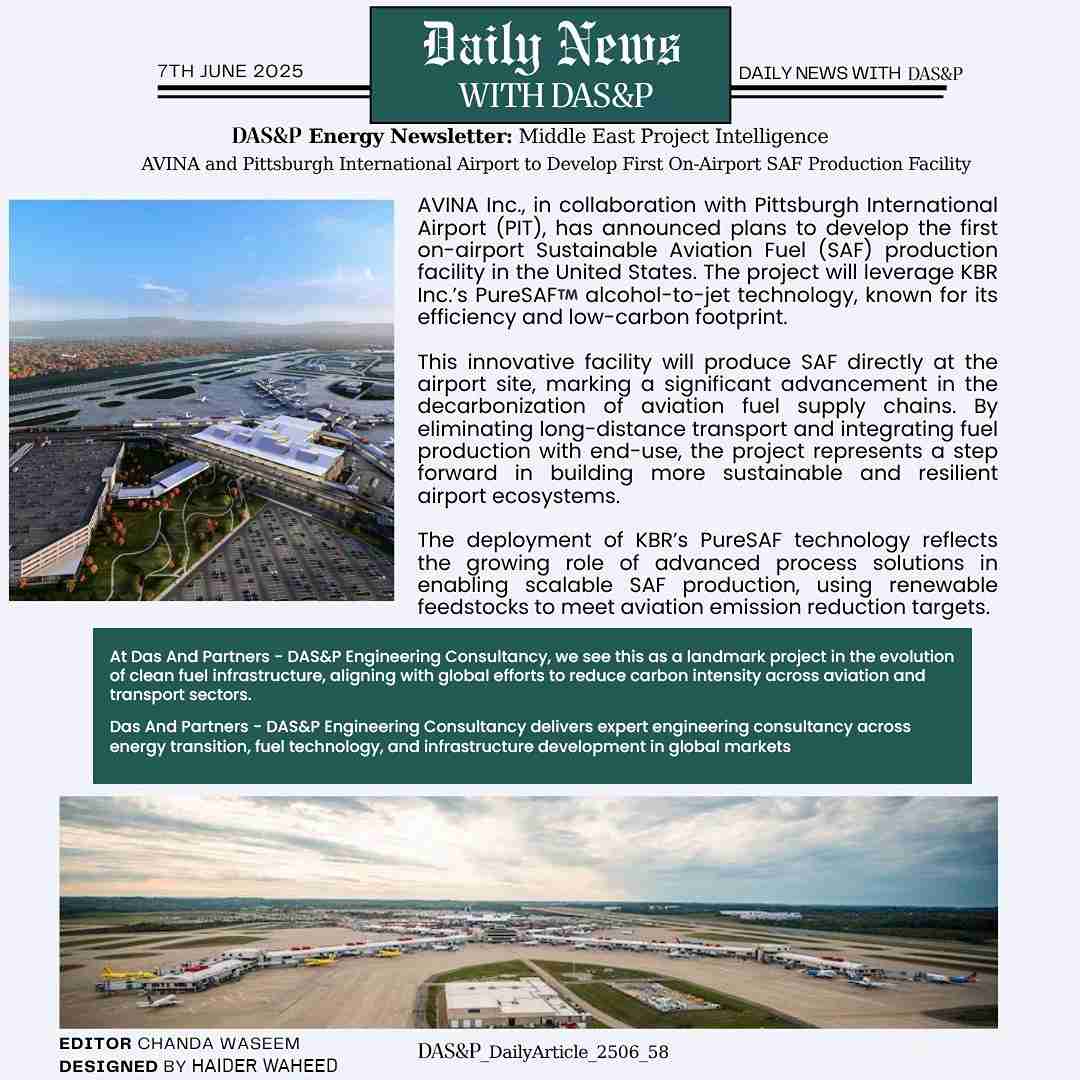 7TH JUNE 2025
Daily News
WITH DAS&P
DAILY NEWS WITH DAS&P
DAS&P Energy Newsletter: Middle East Project Intelligence
AVINA and Pittsburgh International Airport to Develop First On-Airport SAF Production Facility
AVINA Inc., in collaboration with Pittsburgh International
Airport (PIT), has announced plans to develop the first
on-airport Sustainable Aviation Fuel (SAF) production
facility in the United States. The project will leverage KBR
Inc.’s PureSAF™ alcohol-to-jet technology, known for its
efficiency and low-carbon footprint.
This innovative facility will produce SAF directly at the
airport site, marking a significant advancement in the
decarbonization of aviation fuel supply chains. By
eliminating long-distance transport and integrating fuel
production with end-use, the project represents a step
forward in building more sustainable and resilient
airport ecosystems.
The deployment of KBR’s PureSAF technology reflects
the growing role of advanced process solutions in
enabling scalable SAF production, using renewable
feedstocks to meet aviation emission reduction targets.
At Das And Partners - DAS&P Engineering Consultancy, we see this as a landmark project in the evolution
of clean fuel infrastructure, aligning with global efforts to reduce carbon intensity across aviation and
transport sectors.
Das And Partners - DAS&P Engineering Consultancy delivers expert engineering consultancy across
energy transition, fuel technology, and infrastructure development in global markets
EDITOR CHANDA WASEEM
DESIGNED BY HAIDER WAHEED
DAS&P_DailyArticle_2506_58